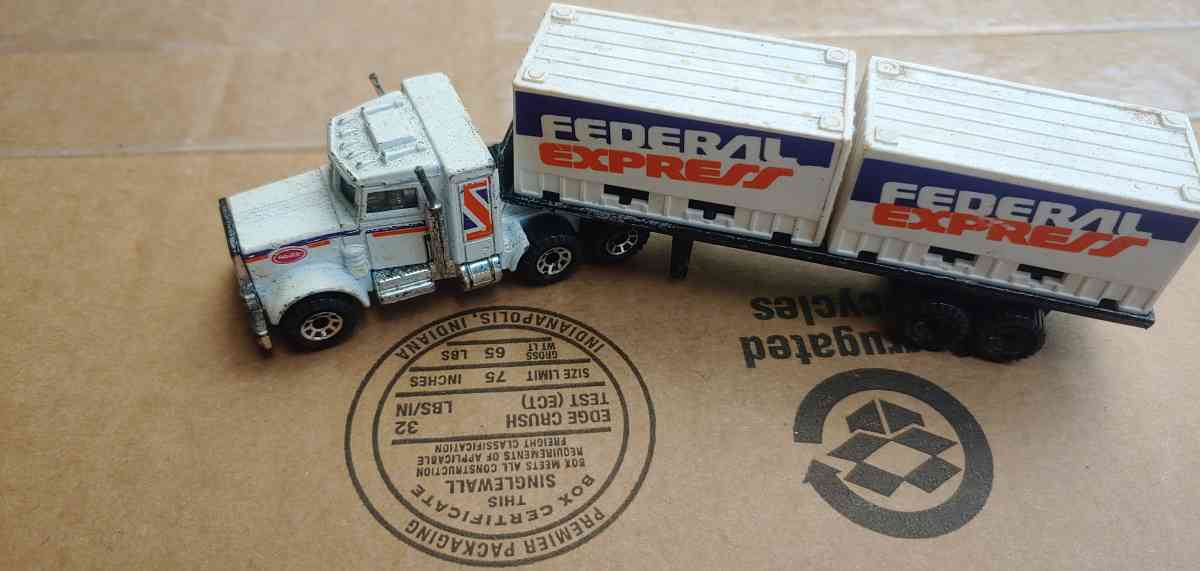 FEDERAL
EXPRESS
FEDERAL
EXPRESS
PREMIER PACKAGING
BOX CERTIFICATE
THIS
SINGLEWALL
BOX MEETS ALL CONSTRUCTION
REQUIREMENTS OF APPLICABLE
FREIGHT CLASSIFICATION
EDGE CRUSH 32
TEST (ECT) LBS/IN
SIZE LIMIT 75 INCHES
GROSS
WT LT 65 LBS
INDIANAPOLIS, INDIANA
rugated
cycles